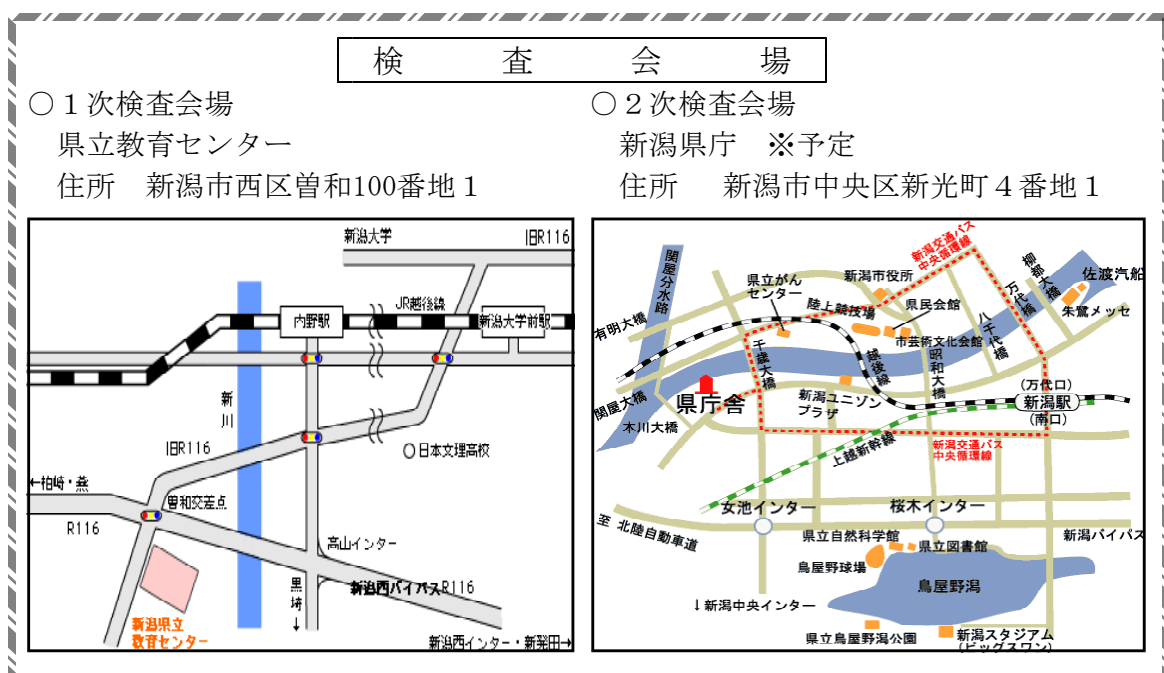 検査会場
○１次検査会場
県立教育センター
住所　新潟市西区曽和100番地１
○２次検査会場
新潟県庁　※予定
住所　新潟市中央区新光町４番地１
新潟大学
旧R116
JR越後線
内野駅
新潟大学前駅
新川
旧R116
日本文理高校
←柏崎・燕
曽和交差点
R116
高山インター
黒埼↓
新潟西バイパスR116
新潟県立
教育センター
新潟西インター・新発田→
関屋分水路
新潟交通バス
中央循環線
県立がん
センター
新潟市役所
陸上競技場
県民会館
柳都大橋
万代橋
佐渡汽船
朱鷺メッセ
有明大橋
八千代橋
市芸術文化会館
千歳大橋
越後線
昭和大橋
関屋大橋
県庁舎
新潟ユニゾン
プラザ
(万代口)
新潟駅
(南口)
木川大橋
上越新幹線
新潟交通バス
中央循環線
女池インター
桜木インター
至 北陸自動車道
県立自然科学館
県立図書館
新潟バイパス
鳥屋野球場
鳥屋野潟
↓新潟中央インター
県立鳥屋野潟公園
新潟スタジアム
(ビッグスワン)